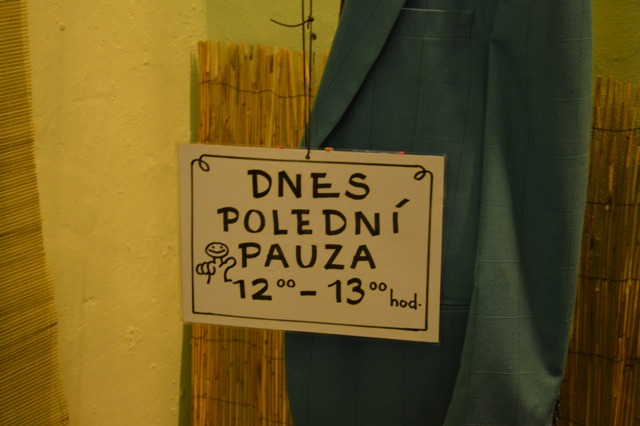 DNES
POLEDNÍ
PAUZA
12⁰⁰ - 13⁰⁰ hod.